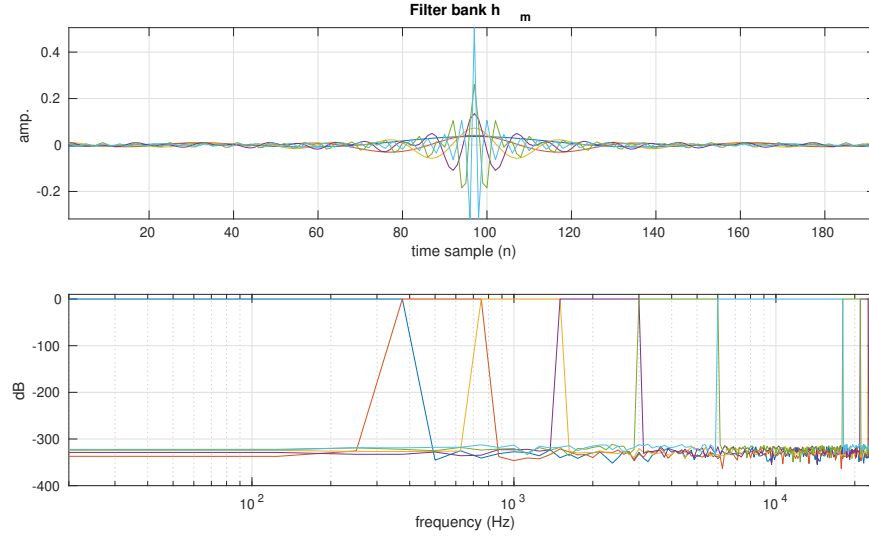 Filter bank h m
0.4
0.2
0
-0.2
amp.
20 40 60 80 100 120 140 160 180
time sample (n)
0
-100
-200
-300
-400
dB
10^2 10^3 10^4
frequency (Hz)